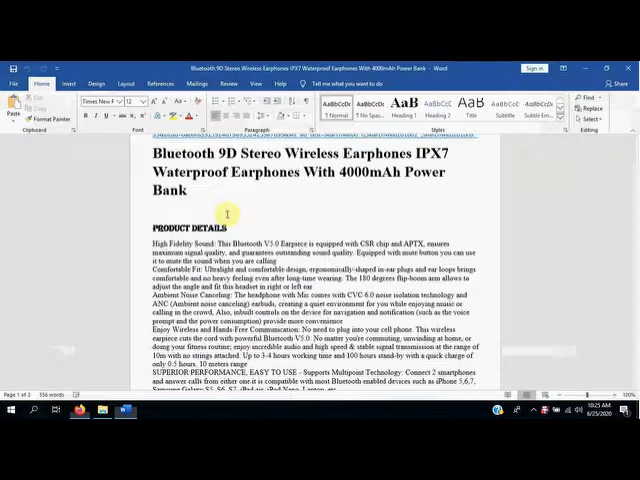 Bluetooth 9D Stereo Wireless Earphones IPX7 Waterproof Earphones With 4000mAh Power Bank - Word
Sign in
File Home Insert Design Layout References Mailings Review View Help Tell me what you want to do
Paste
Cut
Copy
Format Painter
Times New R 12
AaBbCcDc AaBbCcDc AaB AaBbCc AaB AaBbCcD
¶ Normal ¶ No Spac... Heading 1 Heading 2 Title Subtitle
Find
Replace
Select
Clipboard Font Paragraph Styles Editing
Bluetooth 9D Stereo Wireless Earphones IPX7
Waterproof Earphones With 4000mAh Power
Bank
PRODUCT DETAILS
High Fidelity Sound: This Bluetooth V5.0 Earpiece is equipped with CSR chip and APTX, ensures
maximum signal quality, and guarantees outstanding sound quality. Equipped with mute button you can use
it to mute the sound when you are calling
Comfortable Fit: Ultralight and comfortable design, ergonomically-shaped in-ear plugs and ear loops brings
comfortable and no heavy feeling even after long-time wearing. The 180 degrees flip-boom arm allows to
adjust the angle and fit this headset in right or left ear
Ambient Noise Canceling: The headphone with Mic comes with CVC 6.0 noise isolation technology and
ANC (Ambient noise canceling) earbuds, creating a quiet environment for you while enjoying music or
calling in the crowd, Also, inbuilt controls on the device for navigation and notification (such as the voice
prompt and the power consumption) provide more convenience
Enjoy Wireless and Hands-Free Communication: No need to plug into your cell phone. This wireless
earpiece cuts the cord with powerful Bluetooth V5.0. No matter you're commuting, unwinding at home, or
doing your fitness routine; enjoy incredible audio and high speed & stable signal transmission at the range of
10m with no strings attached. Up to 3-4 hours working time and 100 hours stand-by with a quick charge of
only 0.5 hours. 10 meters range
SUPERIOR PERFORMANCE, EASY TO USE - Supports Multipoint Technology: Connect 2 smartphones
and answer calls from either one.it is compatible with most Bluetooth-enabled devices such as iPhone 5,6,7,
Samsung Galaxy S5, S6, S7, iPad air, iPad Nano, Laptop, etc
Page 1 of 2 556 words
100%
10:25 AM
6/25/2020